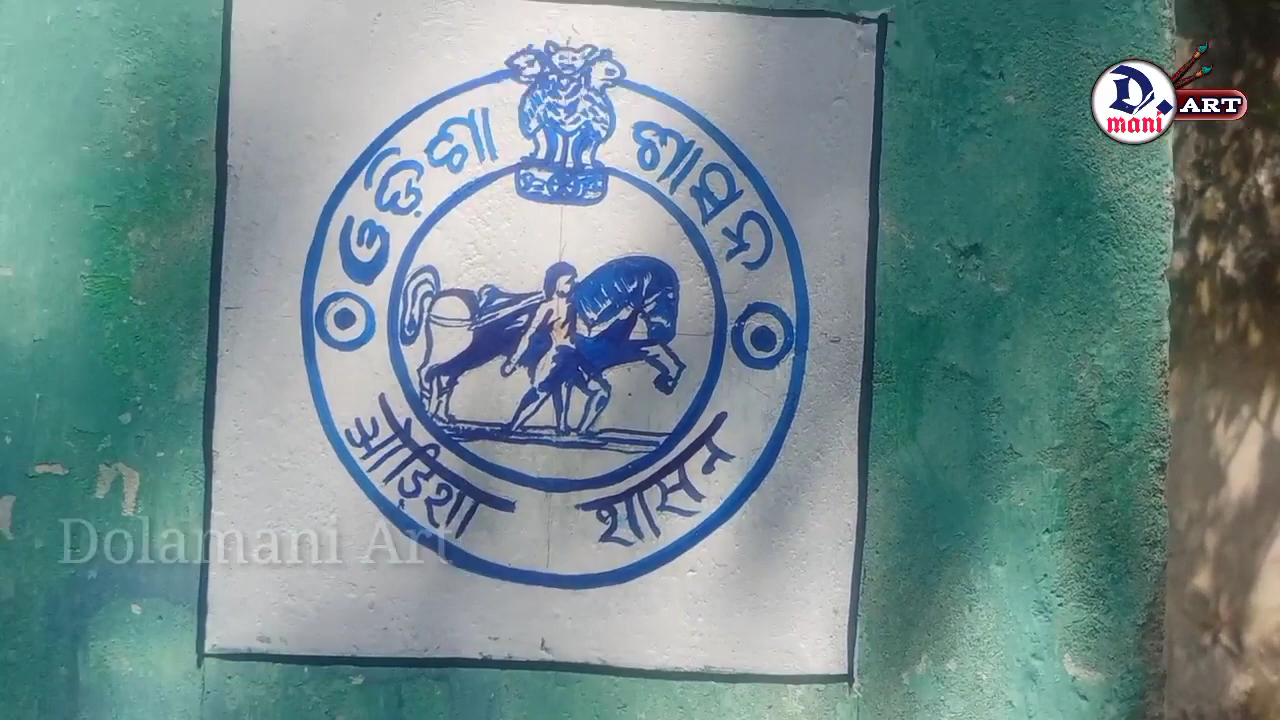 ଓଡ଼ିଶା ଶାସନ
ओड़िशा शासन
Dolamani Art
D.
mani
ART